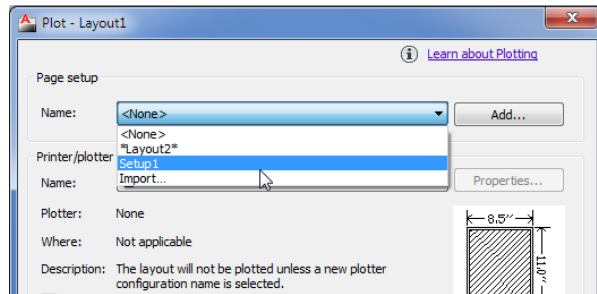 Plot - Layout1
Learn about Plotting
Page setup
Name:
<None>
Add...
<None>
*Layout2*
Setup1
Import...
Printer/plotter
Name:
Properties...
Plotter:
None
Where:
Not applicable
Description:
The layout will not be plotted unless a new plotter
configuration name is selected.
8.5''
11.0''